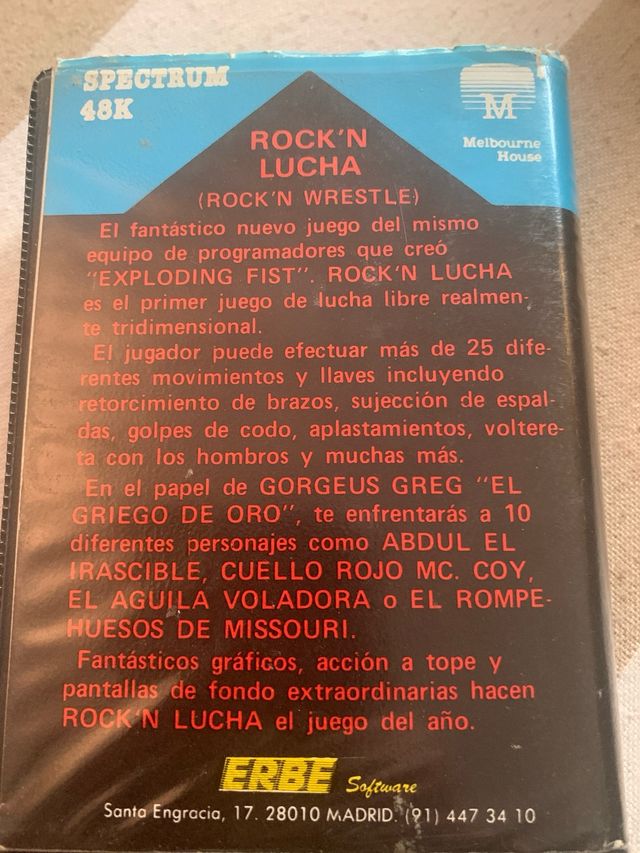 SPECTRUM
48K
M
Melbourne
House
ROCK'N
LUCHA
(ROCK'N WRESTLE)
El fantástico nuevo juego del mismo
equipo de programadores que creó
"EXPLODING FIST". ROCK'N LUCHA
es el primer juego de lucha libre realmen-
te tridimensional.
El jugador puede efectuar más de 25 dife-
rentes movimientos y llaves incluyendo
retorcimiento de brazos, sujección de espal-
das, golpes de codo, aplastamientos, voltere-
ta con los hombros y muchas más.
En el papel de GORGEUS GREG "EL
GRIEGO DE ORO", te enfrentarás a 10
diferentes personajes como ABDUL EL
IRASCIBLE, CUELLO ROJO MC. COY,
EL AGUILA VOLADORA o EL ROMPE-
HUESOS DE MISSOURI.
Fantásticos gráficos, acción a tope y
pantallas de fondo extraordinarias hacen
ROCK'N LUCHA el juego del año.
ERBE Software
Santa Engracia, 17. 28010 MADRID. (91) 447 34 10